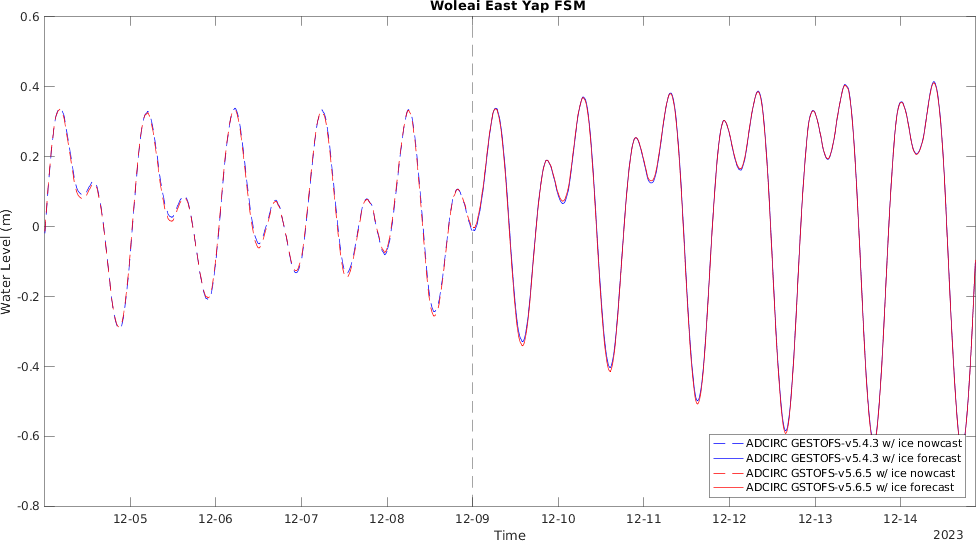 Woleai East Yap FSM
0.6
0.4
0.2
0
-0.2
-0.4
-0.6
-0.8
Water Level (m)
ADCIRC GESTOFS-v5.4.3 w/ ice nowcast
ADCIRC GESTOFS-v5.4.3 w/ ice forecast
ADCIRC GSTOFS-v5.6.5 w/ ice nowcast
ADCIRC GSTOFS-v5.6.5 w/ ice forecast
12-05 12-06 12-07 12-08 12-09 12-10 12-11 12-12 12-13 12-14
Time
2023